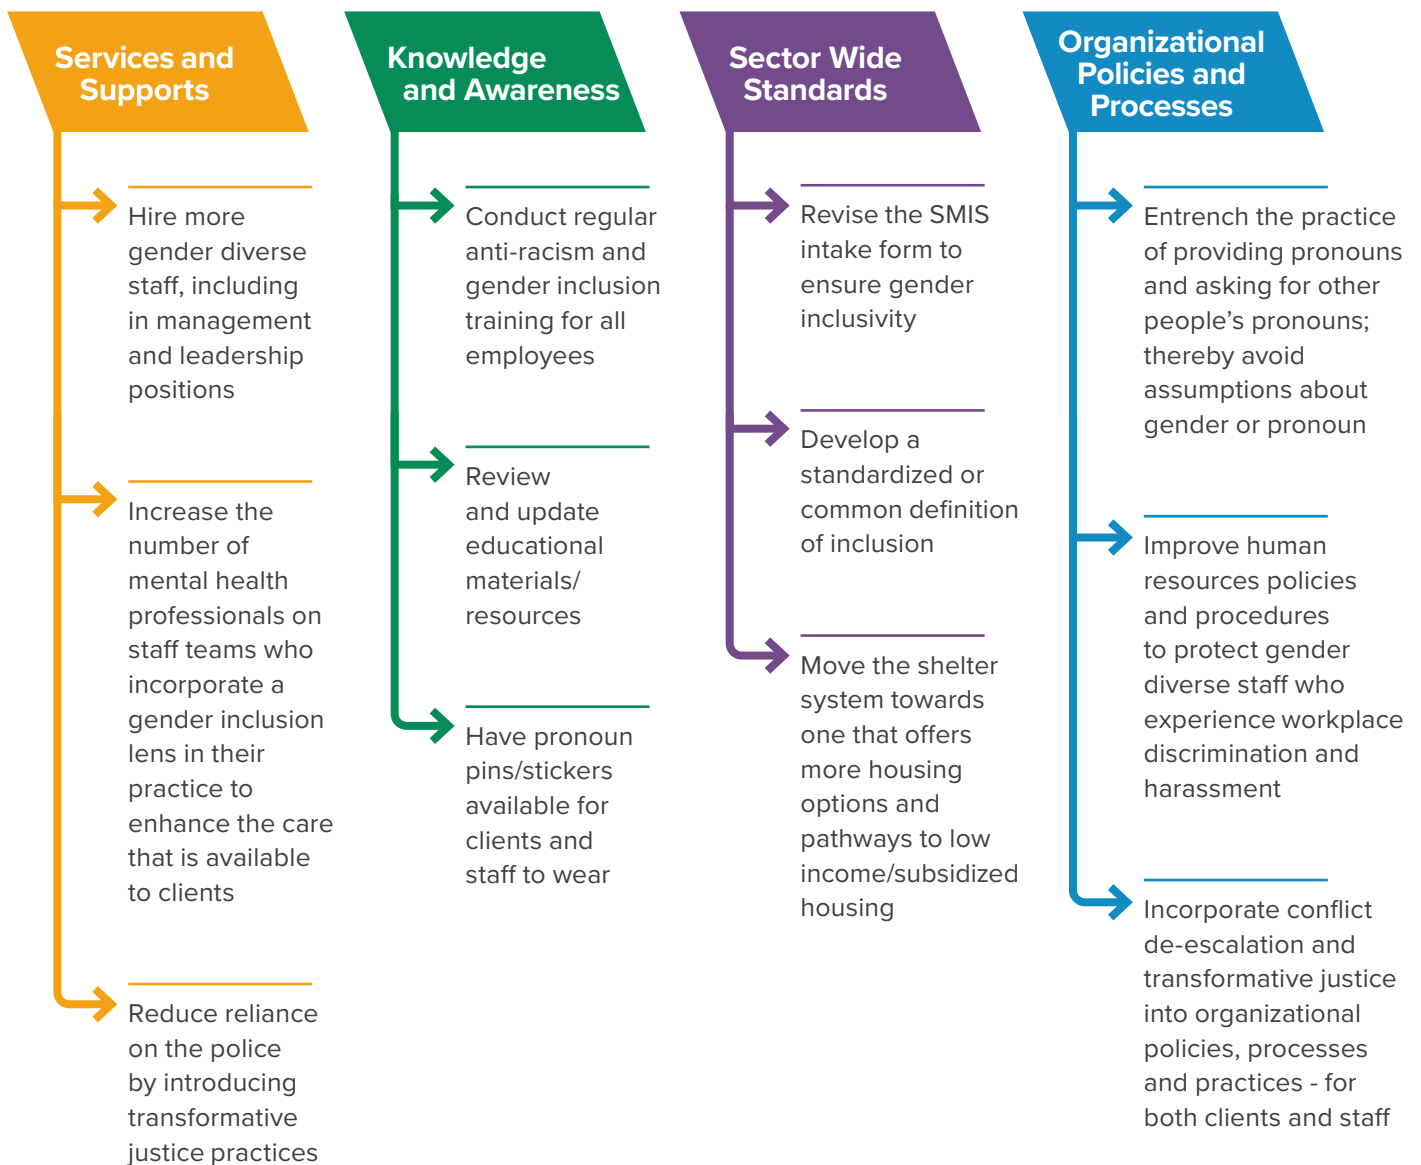 Services and
Supports
Hire more
gender diverse
staff, including
in management
and leadership
positions
Increase the
number of
mental health
professionals on
staff teams who
incorporate a
gender inclusion
lens in their
practice to
enhance the care
that is available
to clients
Reduce reliance
on the police
by introducing
transformative
justice practices
Knowledge
and Awareness
Conduct regular
anti-racism and
gender inclusion
training for all
employees
Review
and update
educational
materials/
resources
Have pronoun
pins/stickers
available for
clients and
staff to wear
Sector Wide
Standards
Revise the SMIS
intake form to
ensure gender
inclusivity
Develop a
standardized or
common definition
of inclusion
Move the shelter
system towards
one that offers
more housing
options and
pathways to low
income/subsidized
housing
Organizational
Policies and
Processes
Entrench the practice
of providing pronouns
and asking for other
people’s pronouns;
thereby avoid
assumptions about
gender or pronoun
Improve human
resources policies
and procedures
to protect gender
diverse staff who
experience workplace
discrimination and
harassment
Incorporate conflict
de-escalation and
transformative justice
into organizational
policies, processes
and practices - for
both clients and staff